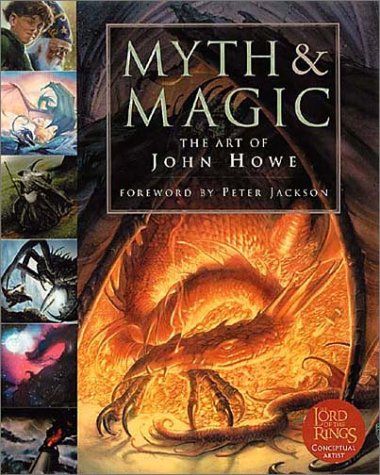 MYTH &
MAGIC
THE ART OF
JOHN HOWE
FOREWORD BY PETER JACKSON
THE
LORD
OF THE
RINGS
CONCEPTUAL
ARTIST